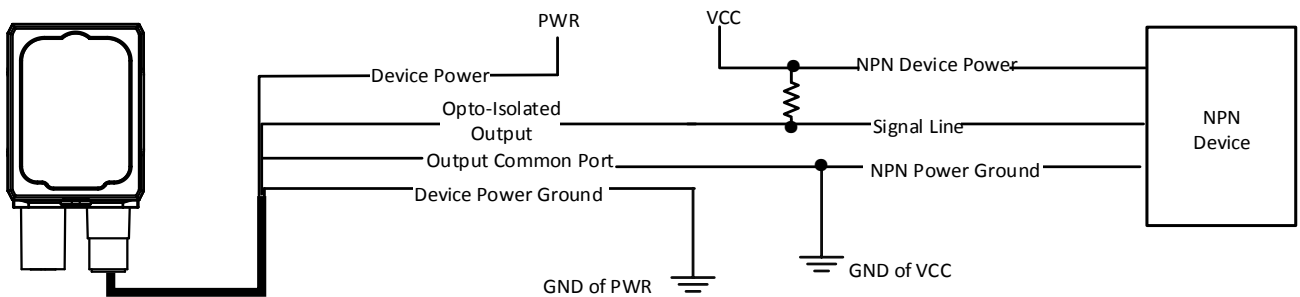 PWR
VCC
Device Power
NPN Device Power
Opto-Isolated
Output
Signal Line
NPN
Device
Output Common Port
NPN Power Ground
Device Power Ground
GND of PWR
GND of VCC